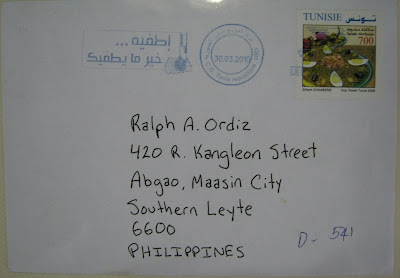 إطفيه ...
خير ما يطفيك
30.03.2010
TUNISIE تونس
700
Ralph A. Ordiz
420 R. Kangleon Street
Abgao, Maasin City
Southern Leyte
6600
PHILIPPINES
D - 541